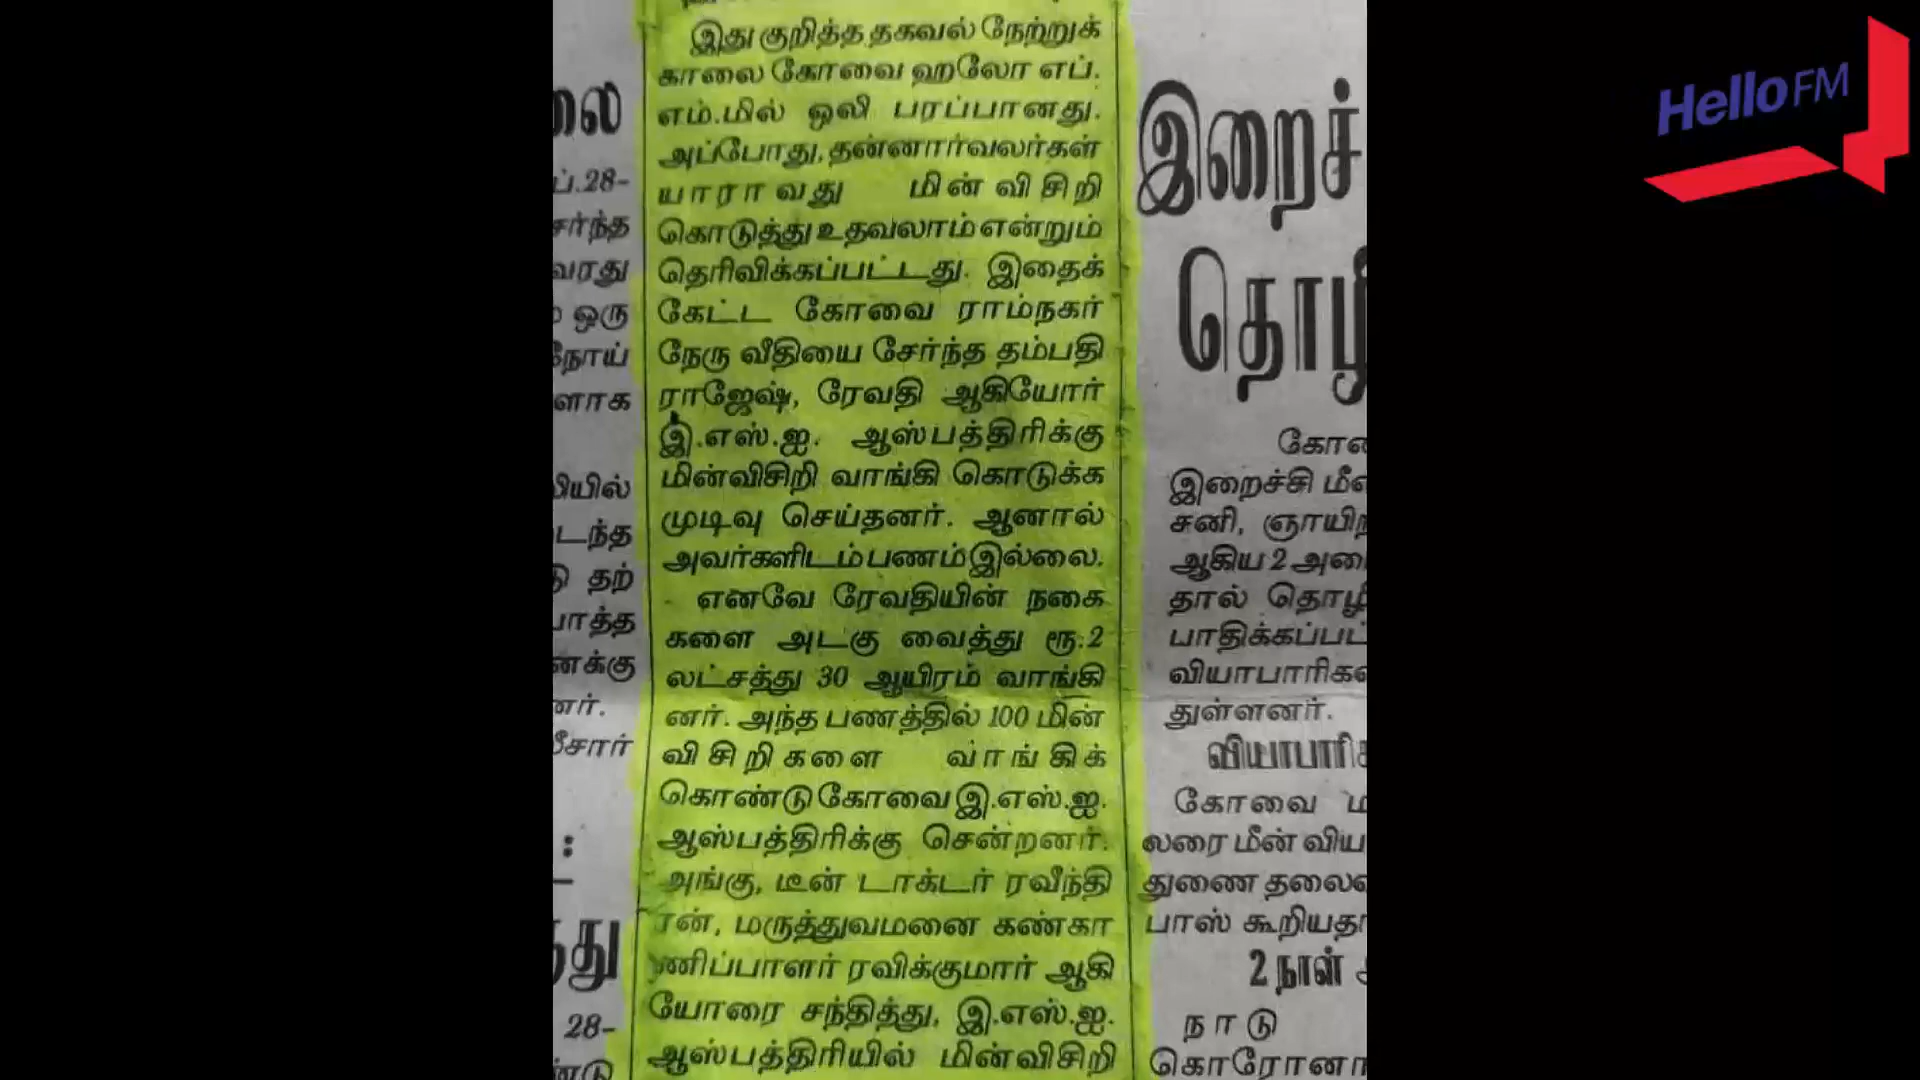 இது குறித்த தகவல் நேற்றுக்
காலை கோவை ஹலோ எப்.
எம்.மில் ஒலி பரப்பானது.
அப்போது, தன்னார்வலர்கள்
யாராவது மின்விசிறி
கொடுத்து உதவலாம் என்றும்
தெரிவிக்கப்பட்டது. இதைக்
கேட்ட கோவை ராம்நகர்
நேரு வீதியை சேர்ந்த தம்பதி
ராஜேஷ், ரேவதி ஆகியோர்
இ.எஸ்.ஐ. ஆஸ்பத்திரிக்கு
மின்விசிறி வாங்கி கொடுக்க
முடிவு செய்தனர். ஆனால்
அவர்களிடம் பணம் இல்லை.
எனவே ரேவதியின் நகை
களை அடகு வைத்து ரூ.2
லட்சத்து 30 ஆயிரம் வாங்கி
னர். அந்த பணத்தில் 100 மின்
விசிறிகளை வாங்கிக்
கொண்டு கோவை இ.எஸ்.ஐ.
ஆஸ்பத்திரிக்கு சென்றனர்.
அங்கு, டீன் டாக்டர் ரவீந்தி
ரன், மருத்துவமனை கண்கா
ணிப்பாளர் ரவிக்குமார் ஆகி
யோரை சந்தித்து, இ.எஸ்.ஐ.
ஆஸ்பத்திரியில் மின்விசிறி
லை
28-
ஒரு
நோய்
தற்
28-
இறைச்
இறைச்சி
சனி,
ஆகிய 2
தால்
துள்ளனர்.
கோவை
லரை மீன்
துணை
பாஸ்
2 நாள்
நாடு
Hello FM